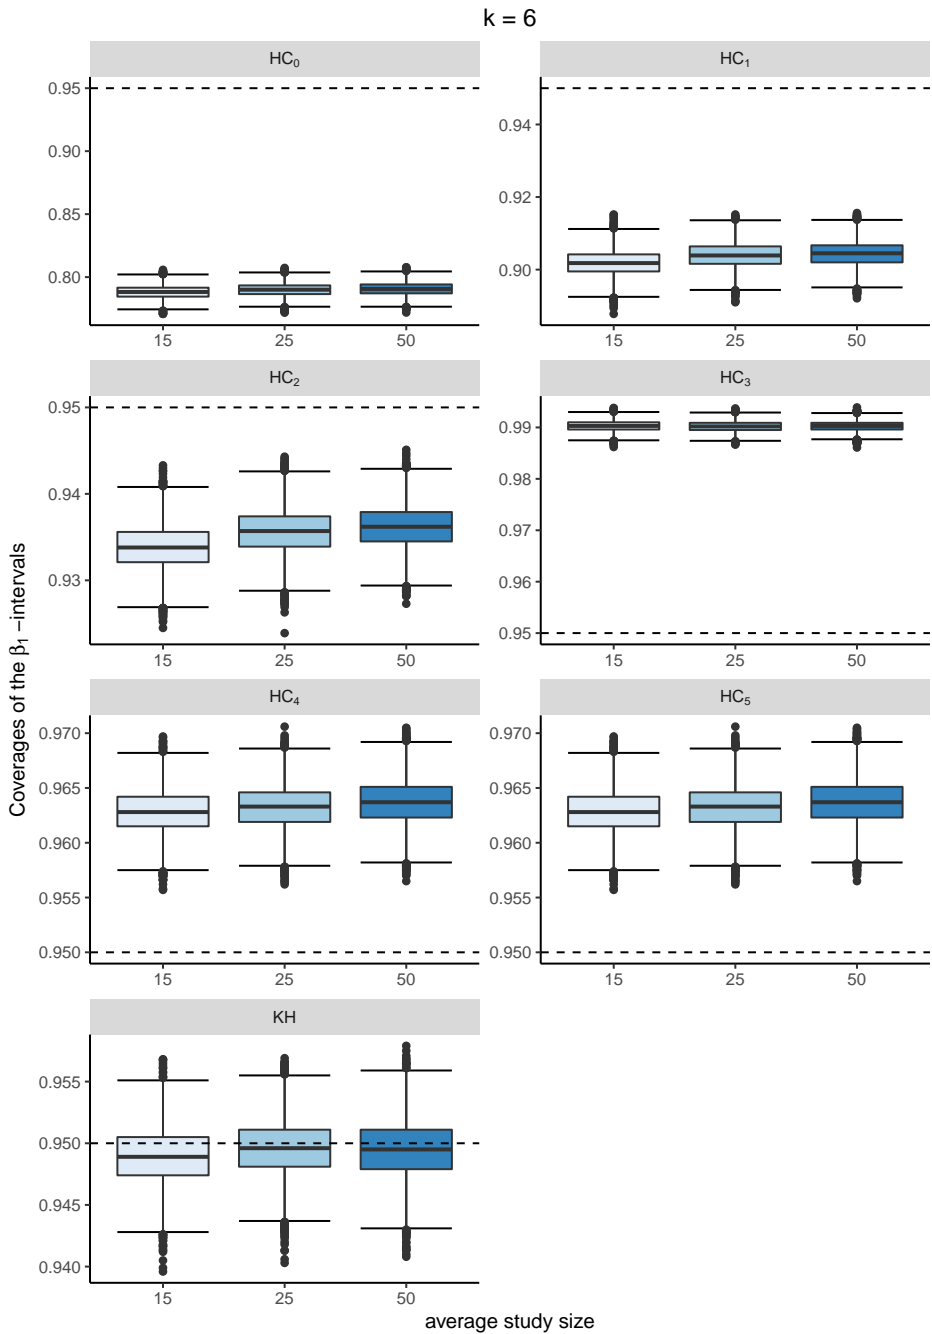 k = 6
HC₀
HC₁
0.95
0.90
0.85
0.80
0.94
0.92
0.90
15 25 50
15 25 50
HC₂
HC₃
0.95
0.94
0.93
0.99
0.98
0.97
0.96
0.95
15 25 50
15 25 50
Coverages of the β₁ −intervals
HC₄
HC₅
0.970
0.965
0.960
0.955
0.950
0.970
0.965
0.960
0.955
0.950
15 25 50
15 25 50
KH
0.955
0.950
0.945
0.940
15 25 50
average study size